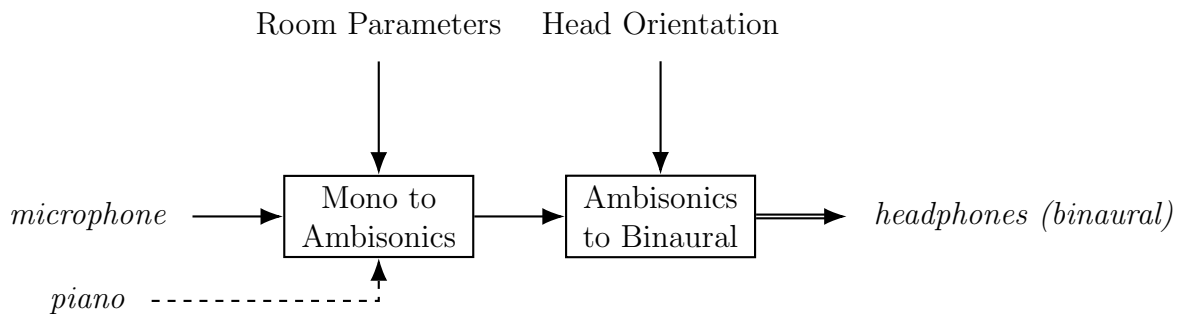 Room Parameters
Head Orientation
microphone
Mono to
Ambisonics
Ambisonics
to Binaural
headphones (binaural)
piano